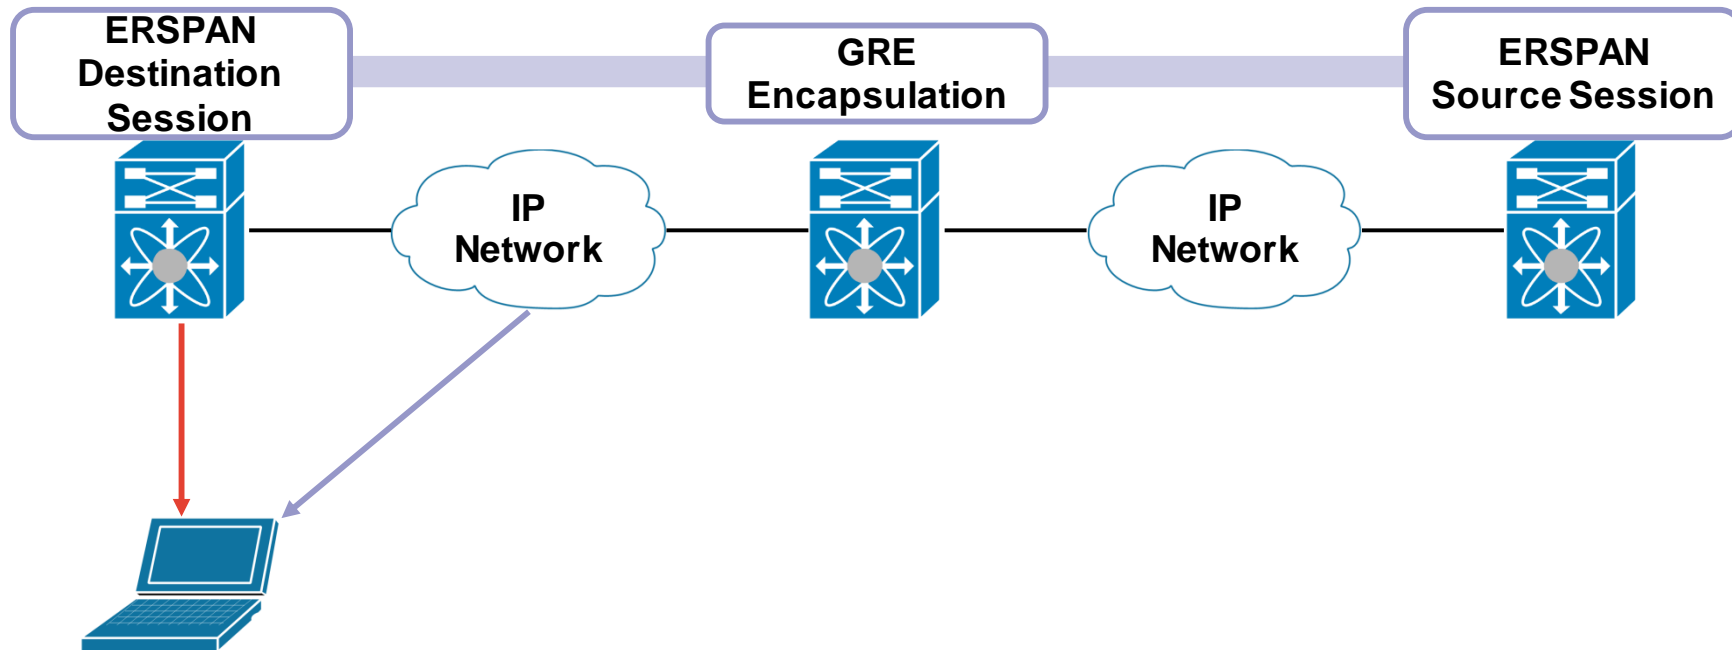 ERSPAN
Destination
Session
GRE
Encapsulation
ERSPAN
Source Session
IP
Network
IP
Network